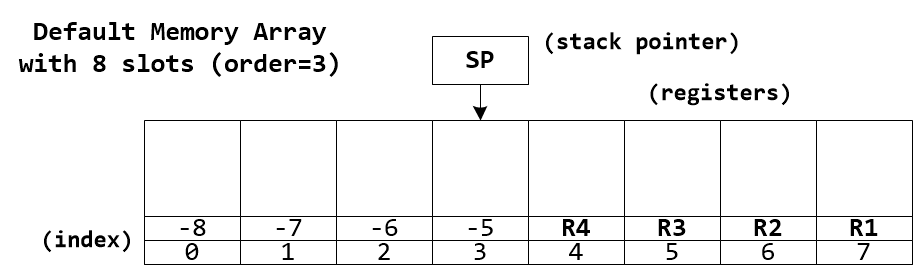 Default Memory Array
with 8 slots (order=3)
SP
(stack pointer)
(registers)
-8 -7 -6 -5 R4 R3 R2 R1
(index)
0 1 2 3 4 5 6 7